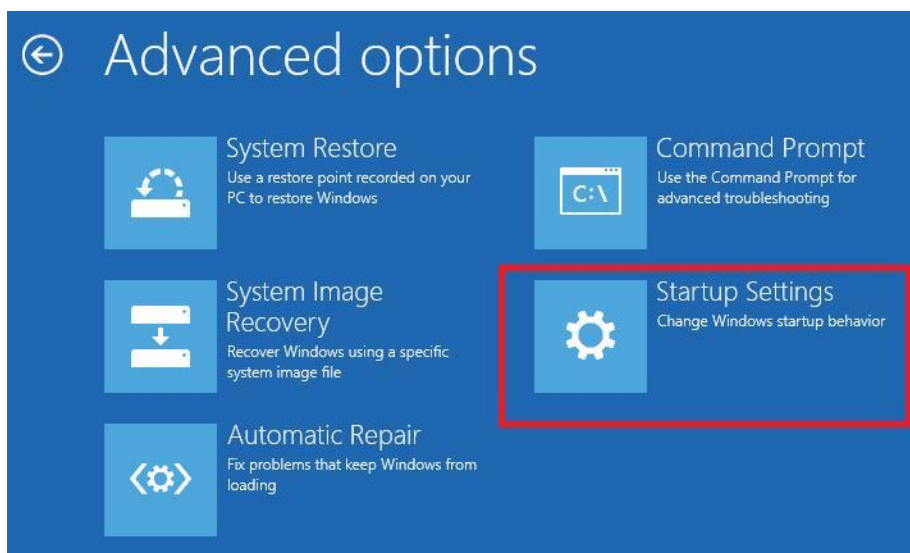 Advanced options
System Restore
Use a restore point recorded on your
PC to restore Windows
System Image
Recovery
Recover Windows using a specific
system image file
Automatic Repair
Fix problems that keep Windows from
loading
Command Prompt
Use the Command Prompt for
advanced troubleshooting
C:\
Startup Settings
Change Windows startup behavior